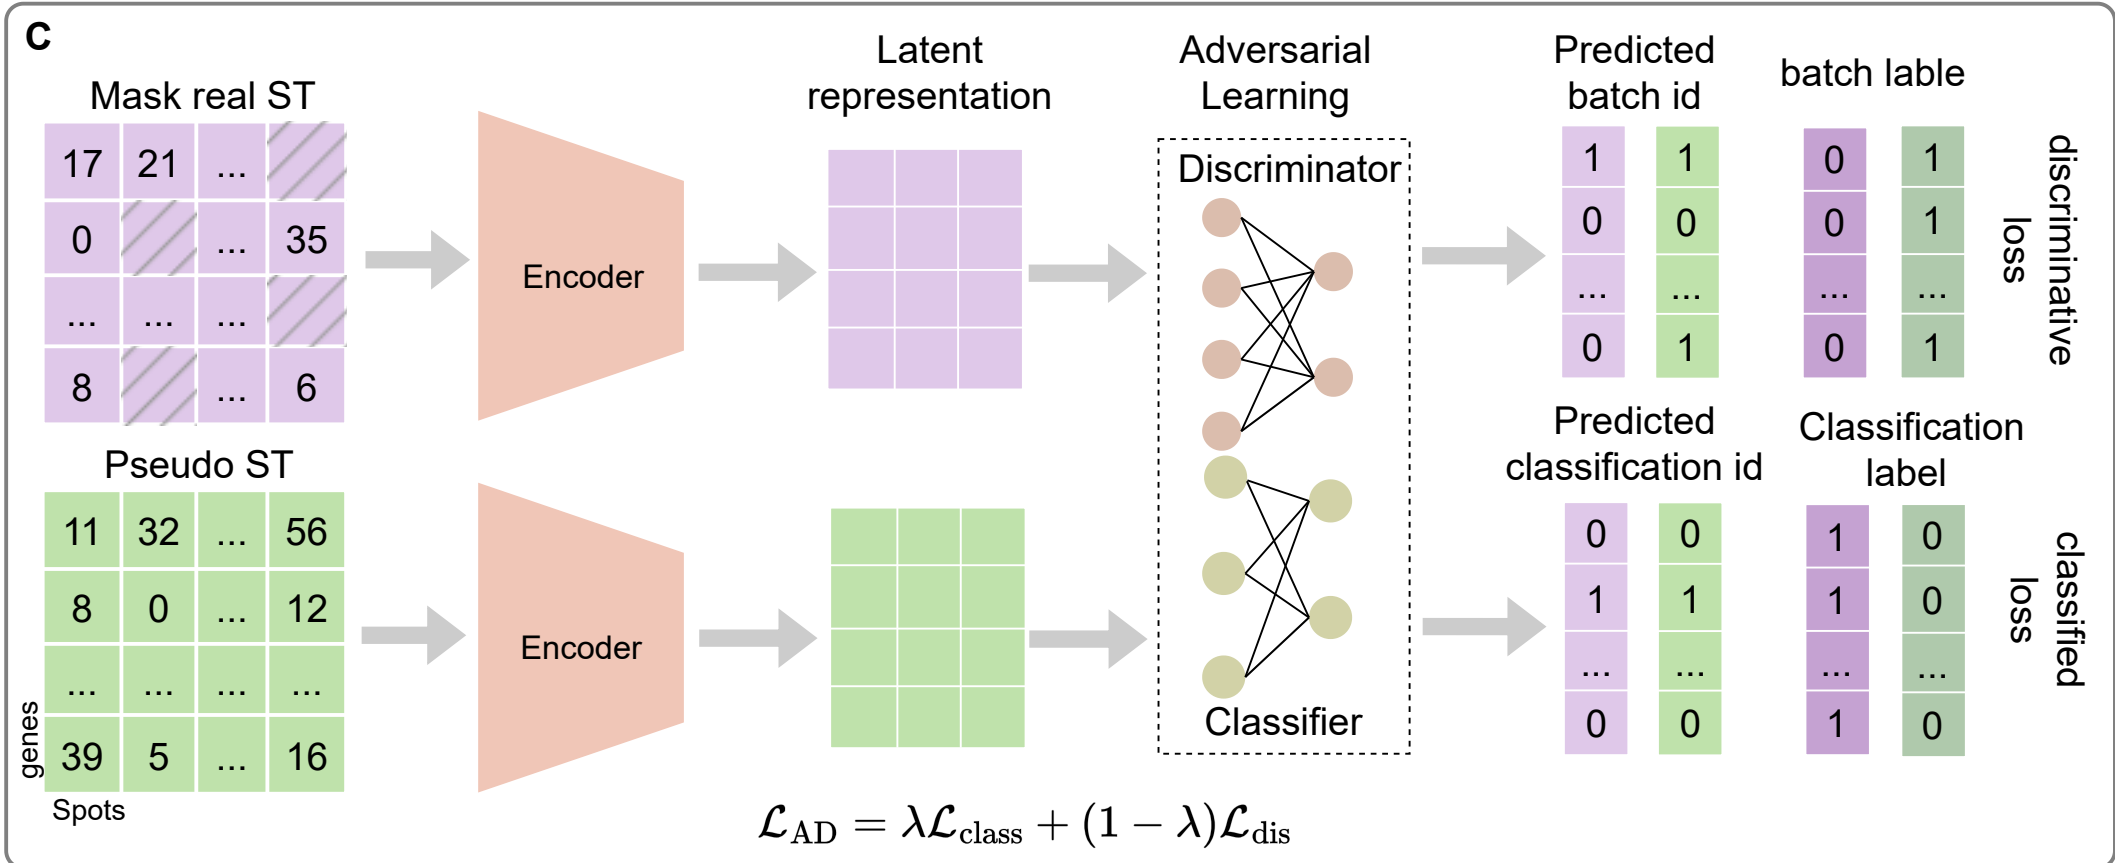 C
Mask real ST
17 21 ...
0 ... 35
... ... ...
8 ... 6
Pseudo ST
11 32 ... 56
8 0 ... 12
... ... ... ...
39 5 ... 16
genes
Spots
Encoder
Encoder
Latent
representation
Adversarial
Learning
Discriminator
Classifier
Predicted
batch id
1 1
0 0
... ...
0 1
batch lable
0 1
0 1
... ...
0 1
discriminative
loss
Predicted
classification id
0 0
1 1
... ...
0 0
Classification
label
1 0
1 0
... ...
1 0
classified
loss
ℒ_AD = λℒ_class + (1 − λ)ℒ_dis